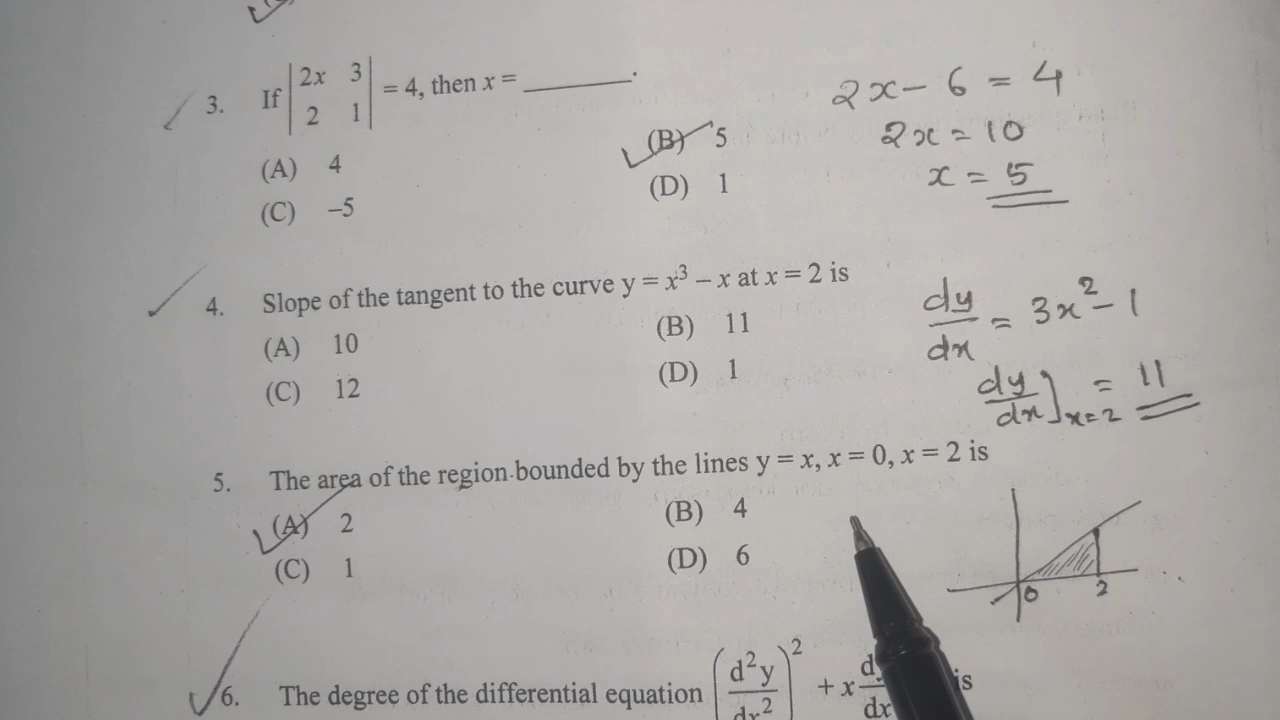 3. If |2x 3| = 4, then x = ________.
|2 1|
(A) 4
(B) 5
(C) –5
(D) 1
2x – 6 = 4
2x = 10
x = 5
4. Slope of the tangent to the curve y = x³ – x at x = 2 is
(A) 10
(B) 11
(C) 12
(D) 1
dy/dx = 3x² – 1
dy/dx]x=2 = 11
5. The area of the region bounded by the lines y = x, x = 0, x = 2 is
(A) 2
(B) 4
(C) 1
(D) 6
0 2
6. The degree of the differential equation (d²y/dx²)² + x d /dx is